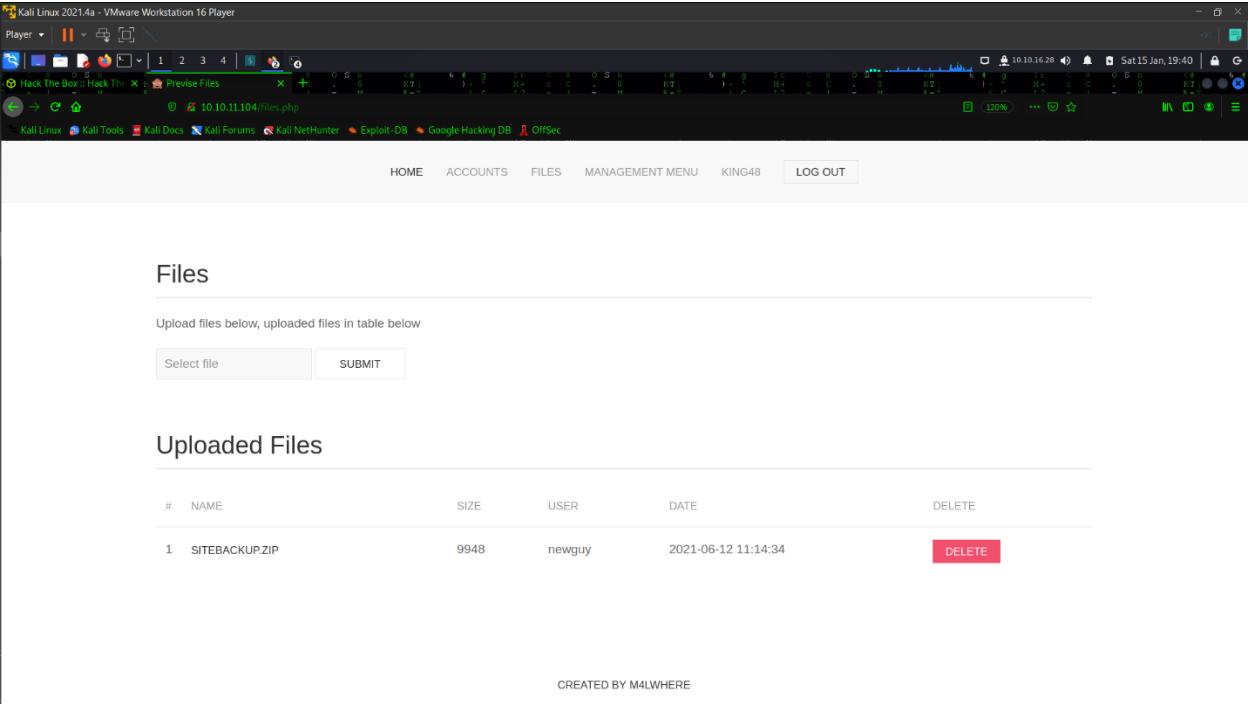 Kali Linux 2021.4a - VMware Workstation 16 Player
Player
1 2 3 4 10.10.16.28 Sat 15 Jan, 19:40
Hack The Box :: Hack The Previse Files
10.10.11.104/files.php 120%
Kali Linux Kali Tools Kali Docs Kali Forums Kali NetHunter Exploit-DB Google Hacking DB OffSec
HOME ACCOUNTS FILES MANAGEMENT MENU KING48 LOG OUT
Files
Upload files below, uploaded files in table below
Select file SUBMIT
Uploaded Files
# NAME SIZE USER DATE DELETE
1 SITEBACKUP.ZIP 9948 newguy 2021-06-12 11:14:34 DELETE
CREATED BY M4LWHERE